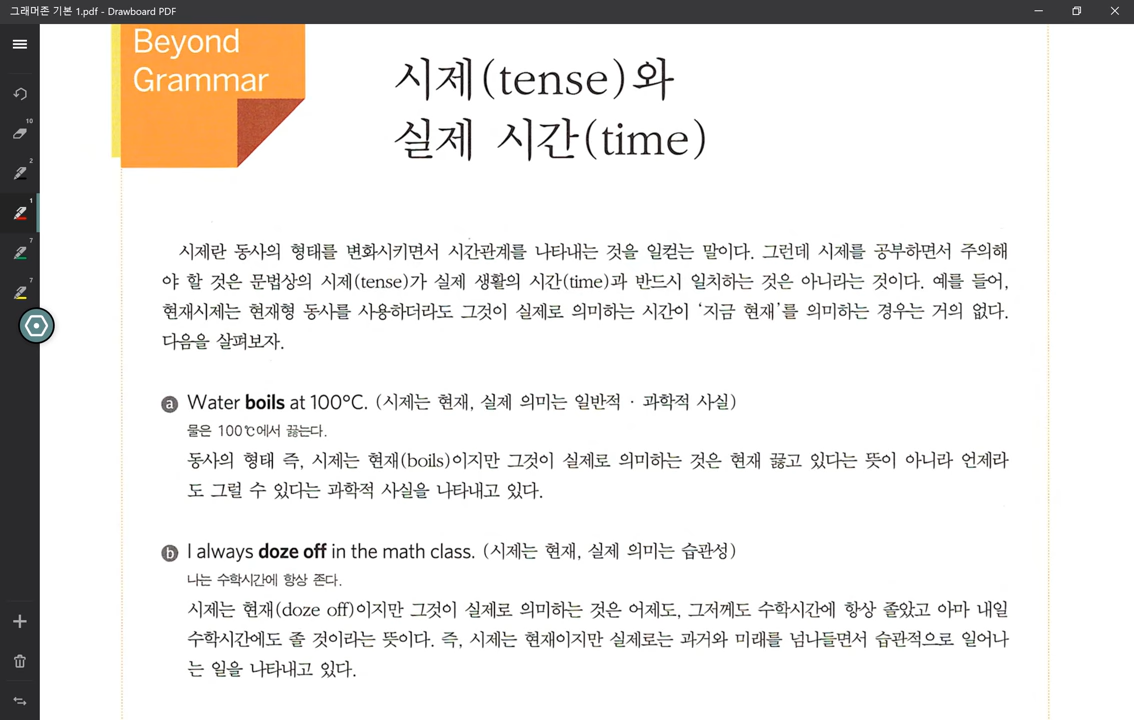 그래머존 기본 1.pdf - Drawboard PDF
Beyond
Grammar
시제(tense)와
실제 시간(time)
10
2
1
7
7
시제란 동사의 형태를 변화시키면서 시간관계를 나타내는 것을 일컫는 말이다. 그런데 시제를 공부하면서 주의해
야 할 것은 문법상의 시제(tense)가 실제 생활의 시간(time)과 반드시 일치하는 것은 아니라는 것이다. 예를 들어,
현재시제는 현재형 동사를 사용하더라도 그것이 실제로 의미하는 시간이 ‘지금 현재’를 의미하는 경우는 거의 없다.
다음을 살펴보자.
ⓐ Water boils at 100°C. (시제는 현재, 실제 의미는 일반적 · 과학적 사실)
물은 100℃에서 끓는다.
동사의 형태 즉, 시제는 현재(boils)이지만 그것이 실제로 의미하는 것은 현재 끓고 있다는 뜻이 아니라 언제라
도 그럴 수 있다는 과학적 사실을 나타내고 있다.
ⓑ I always doze off in the math class. (시제는 현재, 실제 의미는 습관성)
나는 수학시간에 항상 존다.
시제는 현재(doze off)이지만 그것이 실제로 의미하는 것은 어제도, 그저께도 수학시간에 항상 졸았고 아마 내일
수학시간에도 졸 것이라는 뜻이다. 즉, 시제는 현재이지만 실제로는 과거와 미래를 넘나들면서 습관적으로 일어나
는 일을 나타내고 있다.